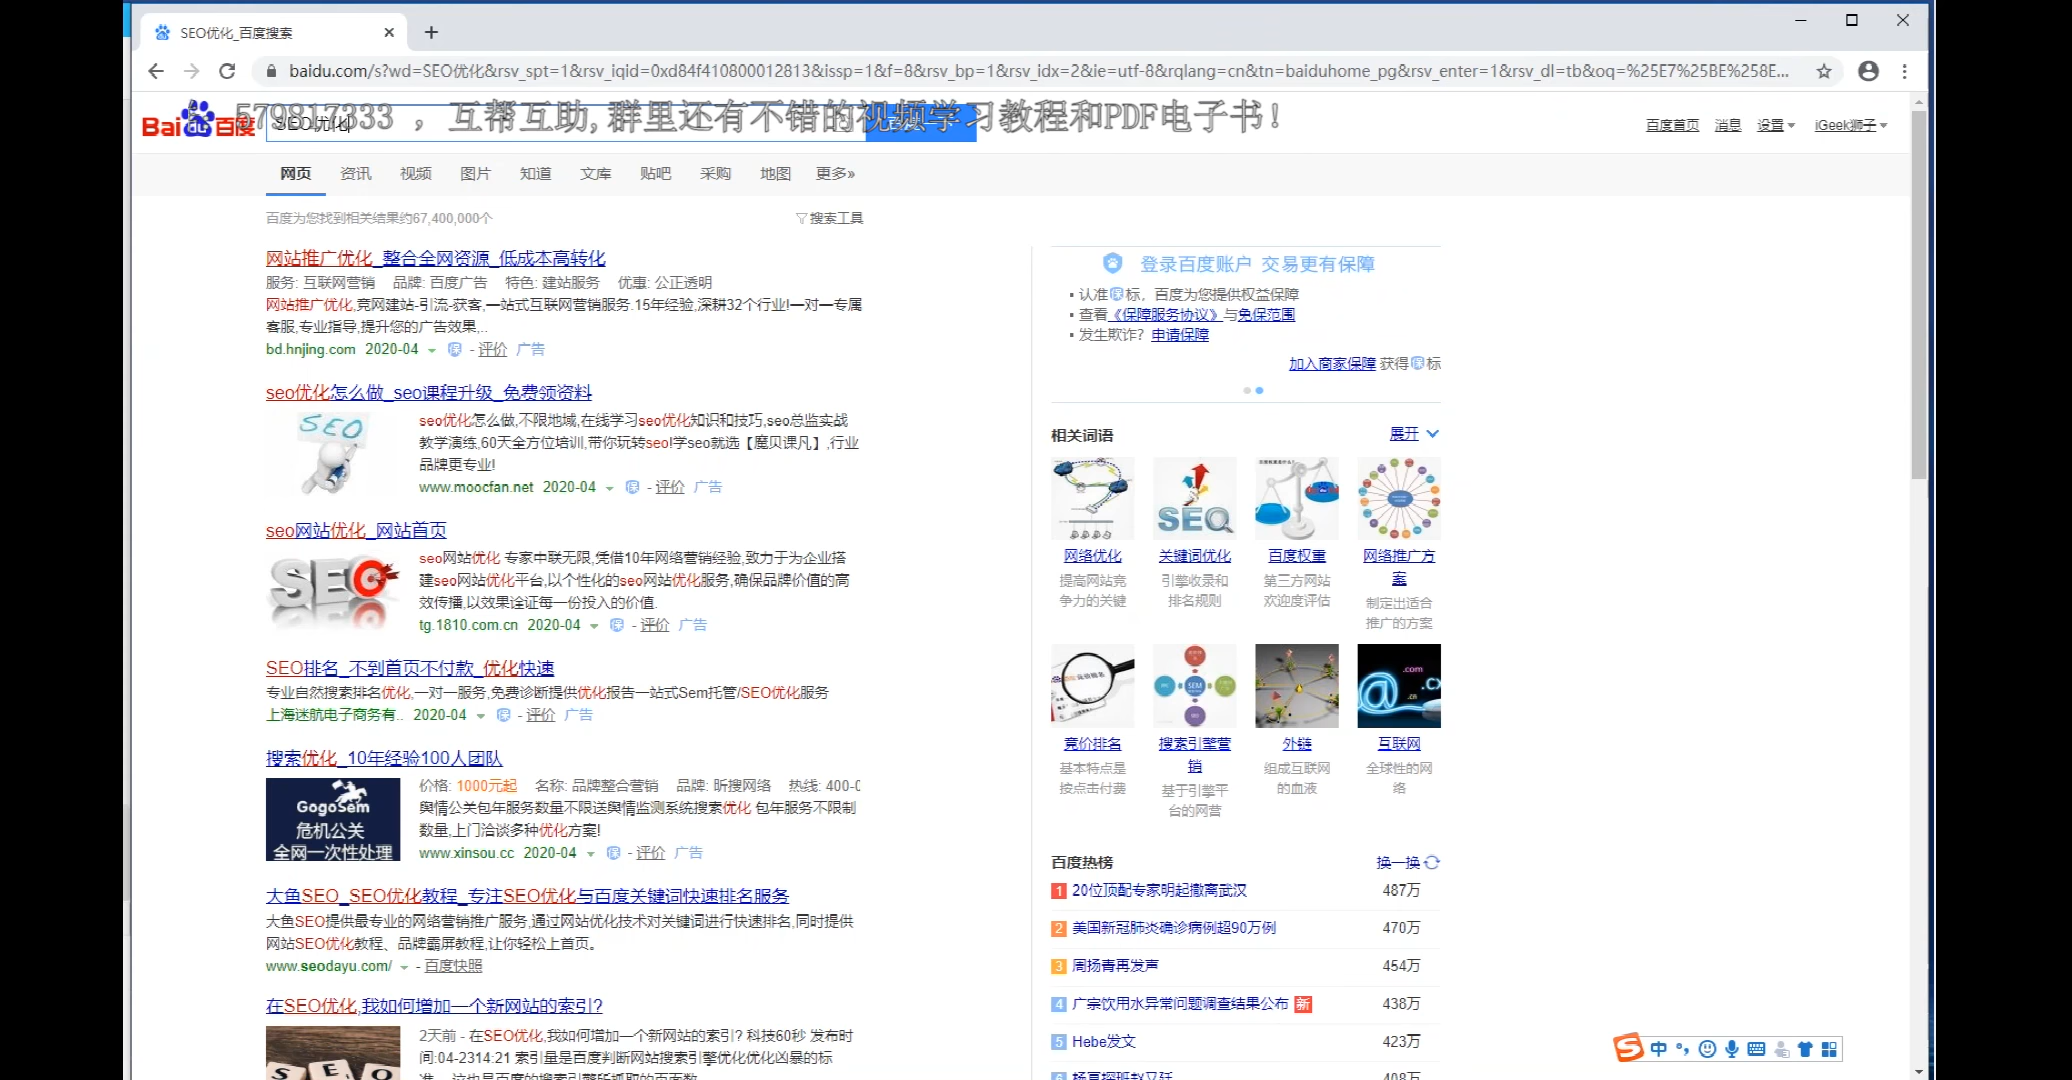 SEO优化_百度搜索
baidu.com/s?wd=SEO优化&rsv_spt=1&rsv_iqid=0xd84f410800012813&issp=1&f=8&rsv_bp=1&rsv_idx=2&ie=utf-8&rqlang=cn&tn=baiduhome_pg&rsv_enter=1&rsv_dl=tb&oq=%25E7%25BE%258E...
579817333 ，互帮互助,群里还有不错的视频学习教程和PDF电子书!
Bai du 百度
SEO优化
百度首页 消息 设置 iGeek狮子
网页 资讯 视频 图片 知道 文库 贴吧 采购 地图 更多»
百度为您找到相关结果约67,400,000个 搜索工具
网站推广优化_整合全网资源_低成本高转化
服务: 互联网营销 品牌: 百度广告 特色: 建站服务 优惠: 公正透明
网站推广优化,竞网建站-引流-获客,一站式互联网营销服务.15年经验,深耕32个行业!一对一专属
客服,专业指导,提升您的广告效果,..
bd.hnjing.com 2020-04 保 - 评价 广告
seo优化怎么做_seo课程升级_免费领资料
SEO
seo优化怎么做,不限地域,在线学习seo优化知识和技巧,seo总监实战
教学演练,60天全方位培训,带你玩转seo!学seo就选【魔贝课凡】,行业
品牌更专业!
www.moocfan.net 2020-04 保 - 评价 广告
seo网站优化_网站首页
SEO
seo网站优化 专家中联无限,凭借10年网络营销经验,致力于为企业搭
建seo网站优化平台,以个性化的seo网站优化服务,确保品牌价值的高
效传播,以效果诠证每一份投入的价值.
tg.1810.com.cn 2020-04 保 - 评价 广告
SEO排名_不到首页不付款_优化快速
专业自然搜索排名优化,一对一服务,免费诊断提供优化报告一站式Sem托管/SEO优化服务
上海迷航电子商务有.. 2020-04 保 - 评价 广告
搜索优化_10年经验100人团队
GogoSem
危机公关
全网一次性处理
价格: 1000元起 名称: 品牌整合营销 品牌: 昕搜网络 热线: 400-0
舆情公关包年服务数量不限送舆情监测系统搜索优化 包年服务不限制
数量,上门洽谈多种优化方案!
www.xinsou.cc 2020-04 保 - 评价 广告
大鱼SEO_SEO优化教程_专注SEO优化与百度关键词快速排名服务
大鱼SEO提供最专业的网络营销推广服务,通过网站优化技术对关键词进行快速排名,同时提供
网站SEO优化教程、品牌霸屏教程,让你轻松上首页。
www.seodayu.com/ - 百度快照
在SEO优化,我如何增加一个新网站的索引?
SEO
2天前 - 在SEO优化,我如何增加一个新网站的索引? 科技60秒 发布时
间:04-2314:21 索引量是百度判断网站搜索引擎优化优化凶暴的标
登录百度账户 交易更有保障
认准保标，百度为您提供权益保障
查看《保障服务协议》与免保范围
发生欺诈？申请保障
加入商家保障 获得保标
相关词语 展开
SEO
网络优化 关键词优化 百度权重 网络推广方案
提高网站竞争力的关键 引擎收录和排名规则 第三方网站欢迎度评估 制定出适合推广的方案
SEM
.com
.cn
竞价排名 搜索引擎营销 外链 互联网
基本特点是按点击付费 基于引擎平台的网营 组成互联网的血液 全球性的网络
百度热榜 换一换
1 20位顶配专家明起撤离武汉 487万
2 美国新冠肺炎确诊病例超90万例 470万
3 周扬青再发声 454万
4 广宗饮用水异常问题调查结果公布 新 438万
5 Hebe发文 423万
中